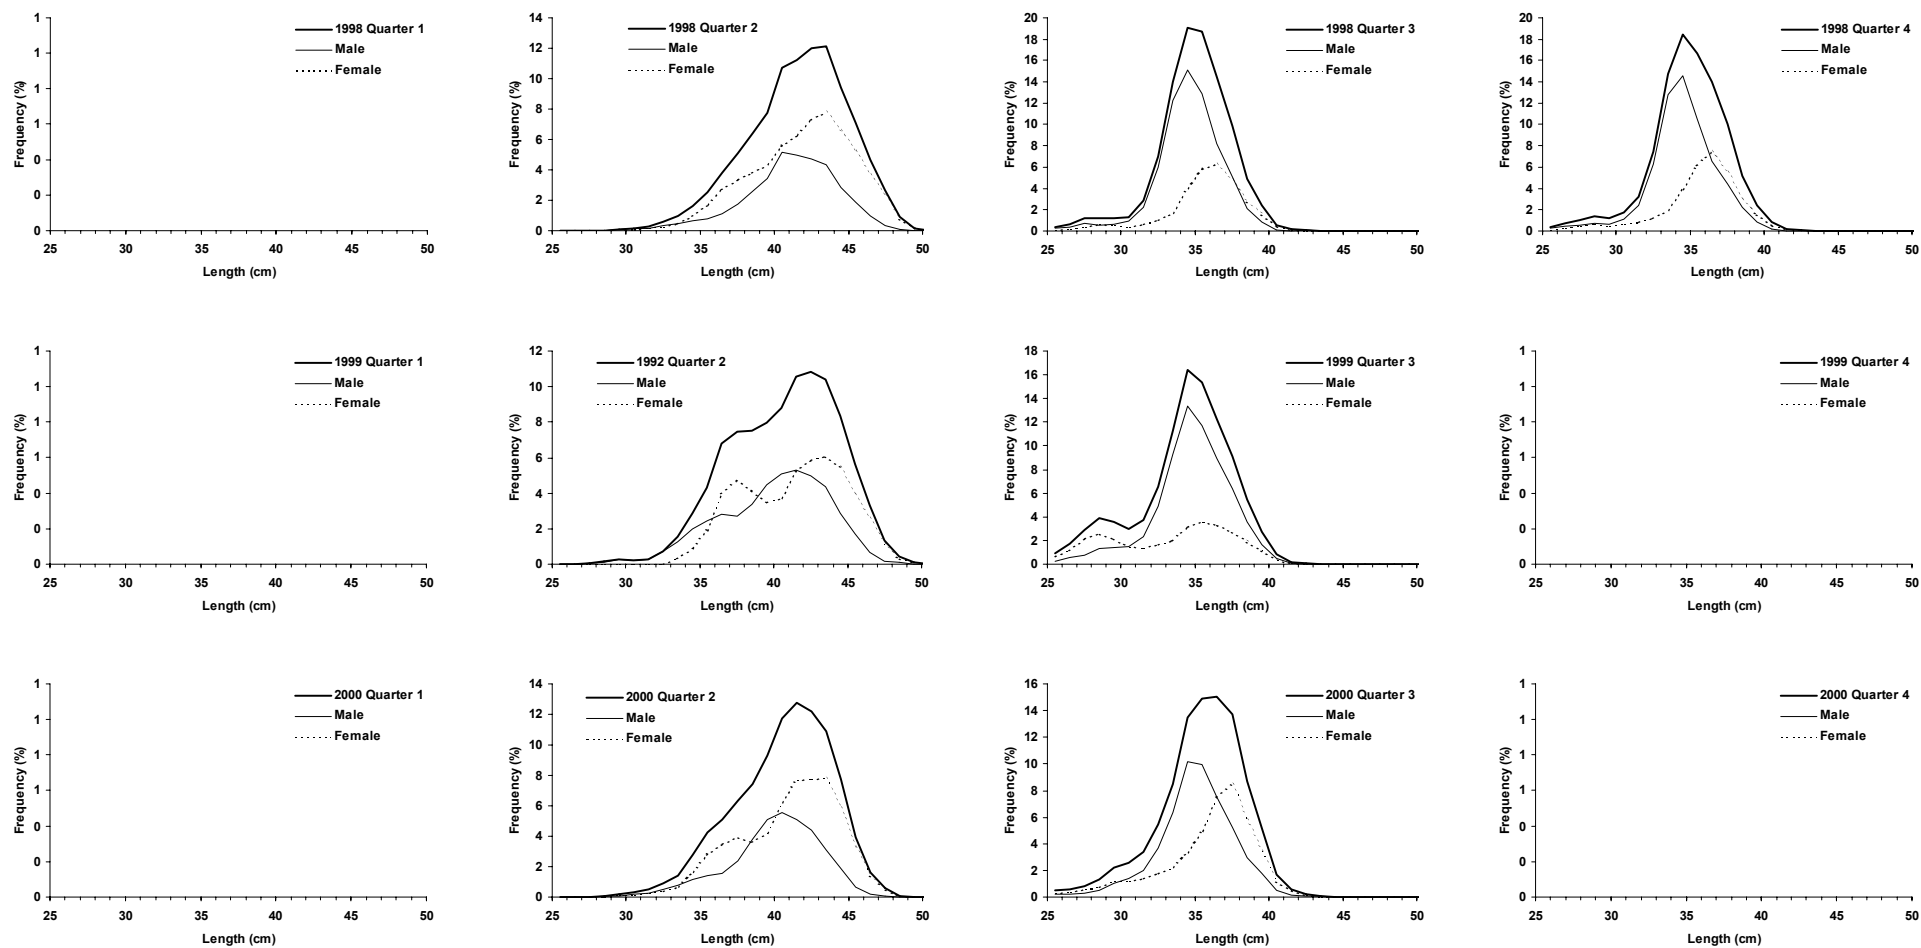 1998 Quarter 1
Male
Female
Frequency (%)
1
1
1
1
0
0
0
25 30 35 40 45 50
Length (cm)
1998 Quarter 2
Male
Female
Frequency (%)
14
12
10
8
6
4
2
0
25 30 35 40 45 50
Length (cm)
1998 Quarter 3
Male
Female
Frequency (%)
20
18
16
14
12
10
8
6
4
2
0
25 30 35 40 45 50
Length (cm)
1998 Quarter 4
Male
Female
Frequency (%)
20
18
16
14
12
10
8
6
4
2
0
25 30 35 40 45 50
Length (cm)
1999 Quarter 1
Male
Female
Frequency (%)
1
1
1
1
0
0
0
25 30 35 40 45 50
Length (cm)
1992 Quarter 2
Male
Female
Frequency (%)
12
10
8
6
4
2
0
25 30 35 40 45 50
Length (cm)
1999 Quarter 3
Male
Female
Frequency (%)
18
16
14
12
10
8
6
4
2
0
25 30 35 40 45 50
Length (cm)
1999 Quarter 4
Male
Female
Frequency (%)
1
1
1
1
0
0
0
25 30 35 40 45 50
Length (cm)
2000 Quarter 1
Male
Female
Frequency (%)
1
1
1
1
0
0
0
25 30 35 40 45 50
Length (cm)
2000 Quarter 2
Male
Female
Frequency (%)
14
12
10
8
6
4
2
0
25 30 35 40 45 50
Length (cm)
2000 Quarter 3
Male
Female
Frequency (%)
16
14
12
10
8
6
4
2
0
25 30 35 40 45 50
Length (cm)
2000 Quarter 4
Male
Female
Frequency (%)
1
1
1
1
0
0
0
25 30 35 40 45 50
Length (cm)